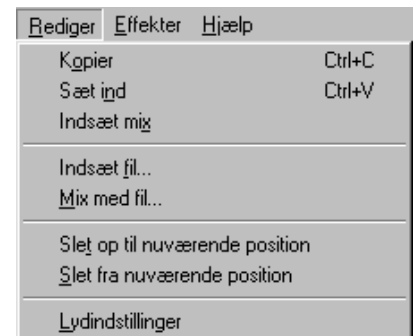 Rediger Effekter Hjælp
Kopier Ctrl+C
Sæt ind Ctrl+V
Indsæt mix
Indsæt fil...
Mix med fil...
Slet op til nuværende position
Slet fra nuværende position
Lydindstillinger